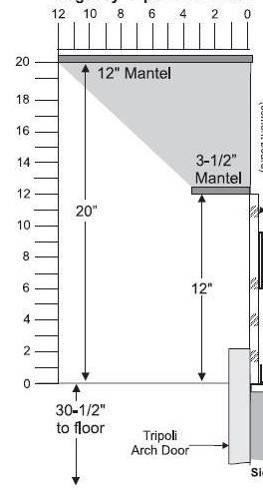 12 10 8 6 4 2 0
20
12" Mantel
18
16
14
3-1/2"
Mantel
12
10
20"
8
6
12"
4
2
0
30-1/2"
to floor
Tripoli
Arch Door